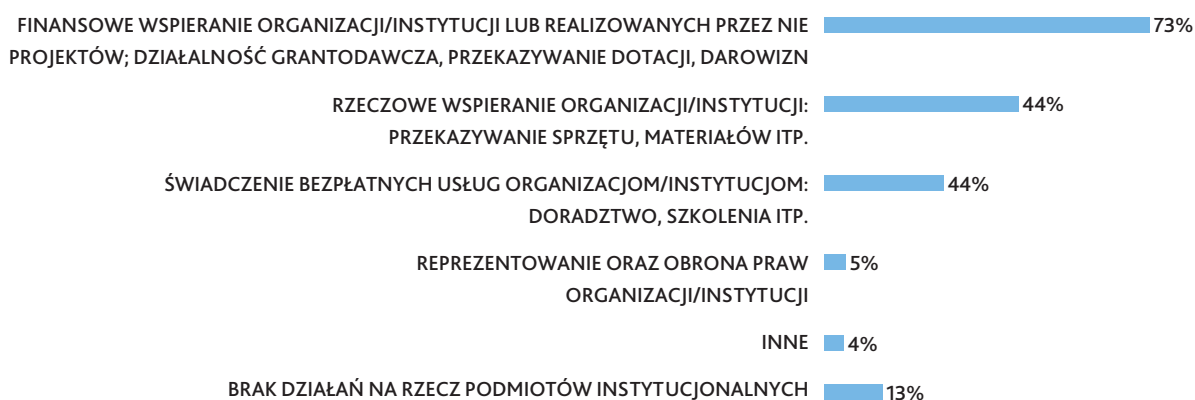 FINANSOWE WSPIERANIE ORGANIZACJI/INSTYTUCJI LUB REALIZOWANYCH PRZEZ NIE
PROJEKTÓW; DZIAŁALNOŚĆ GRANTODAWCZA, PRZEKAZYWANIE DOTACJI, DAROWIZN
73%
RZECZOWE WSPIERANIE ORGANIZACJI/INSTYTUCJI:
PRZEKAZYWANIE SPRZĘTU, MATERIAŁÓW ITP.
44%
ŚWIADCZENIE BEZPŁATNYCH USŁUG ORGANIZACJOM/INSTYTUCJOM:
DORADZTWO, SZKOLENIA ITP.
44%
REPREZENTOWANIE ORAZ OBRONA PRAW
ORGANIZACJI/INSTYTUCJI
5%
INNE
4%
BRAK DZIAŁAŃ NA RZECZ PODMIOTÓW INSTYTUCJONALNYCH
13%